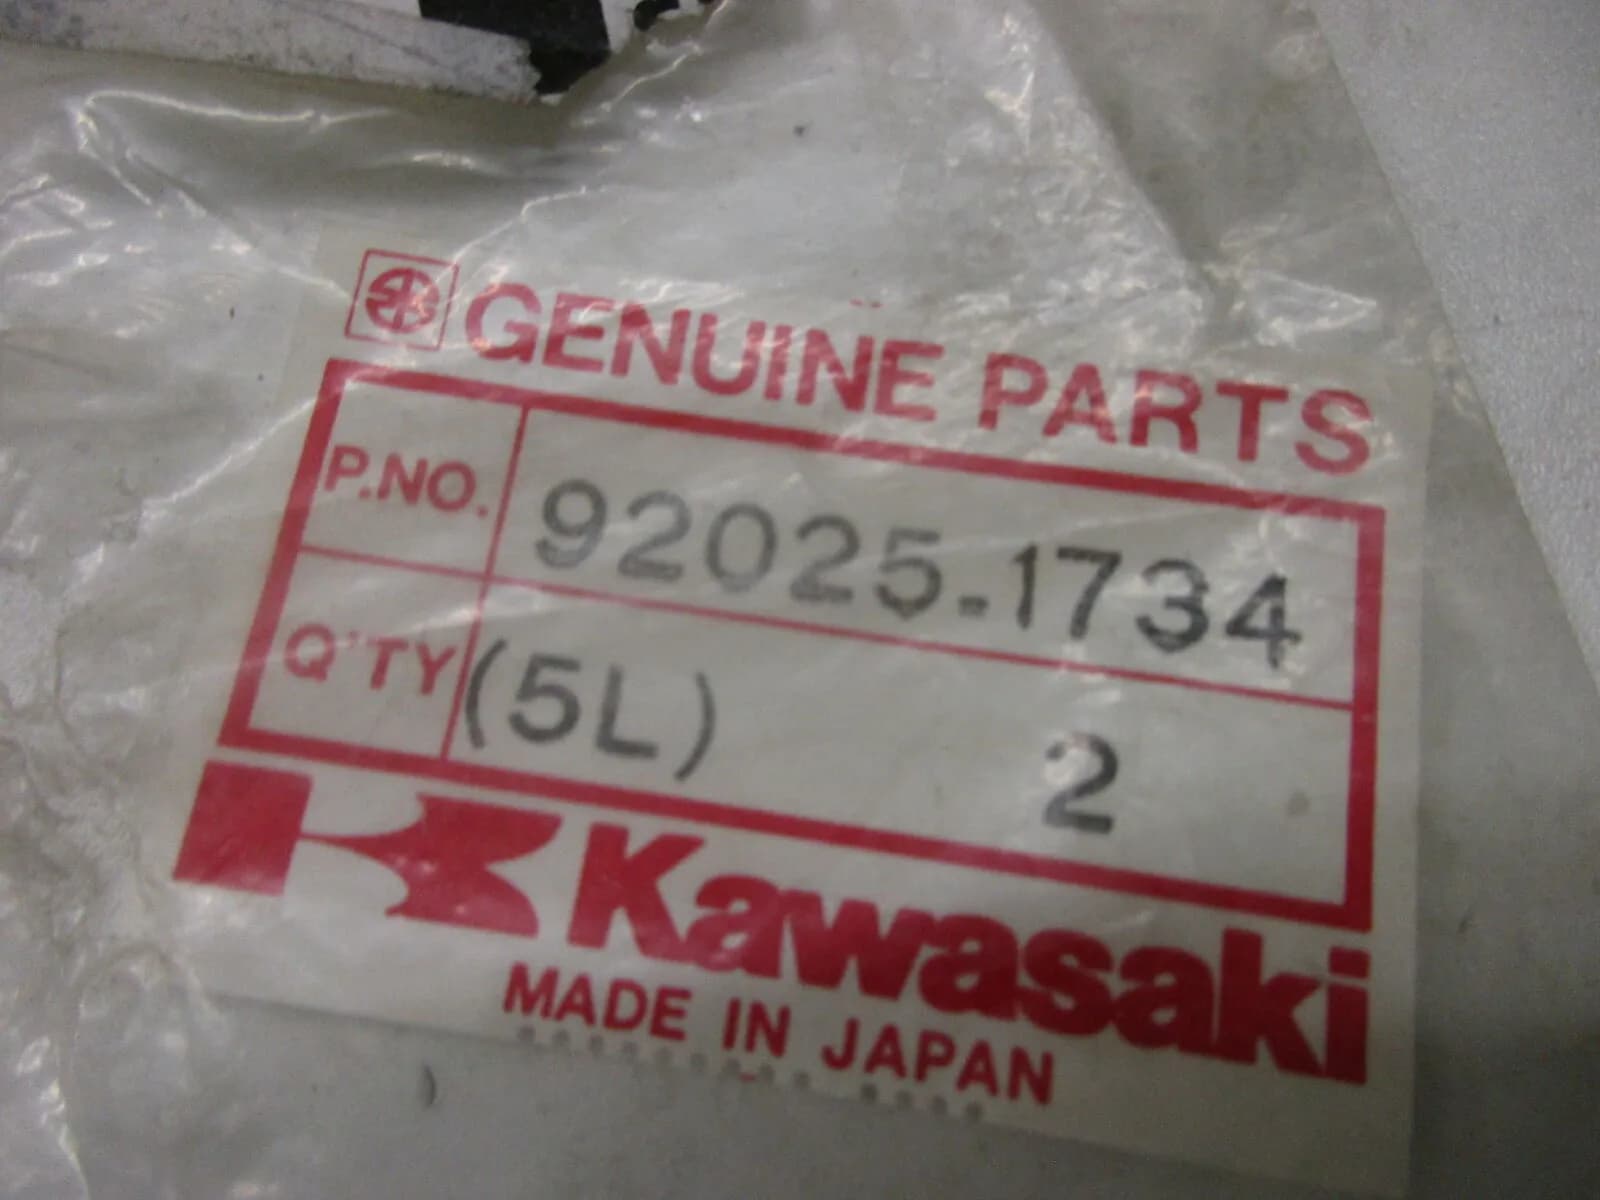 GENUINE PARTS
P.NO. 92025-1734
Q'TY (5L) 2
Kawasaki
MADE IN JAPAN